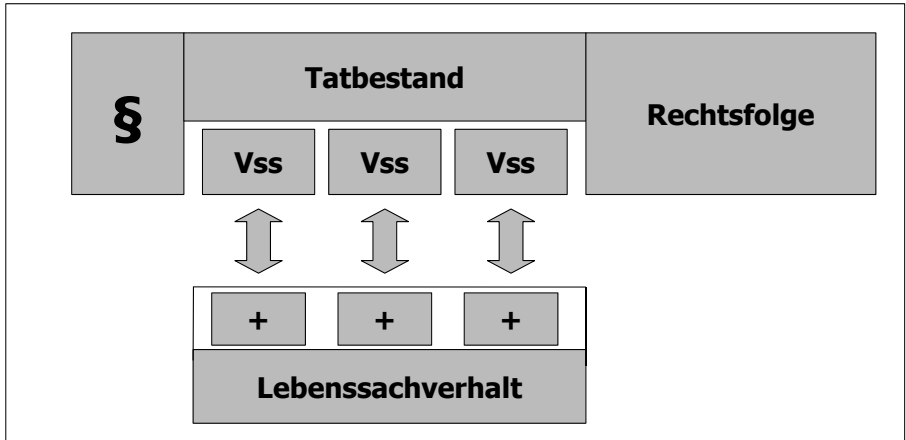 §
Tatbestand
Rechtsfolge
Vss Vss Vss
+ + +
Lebenssachverhalt